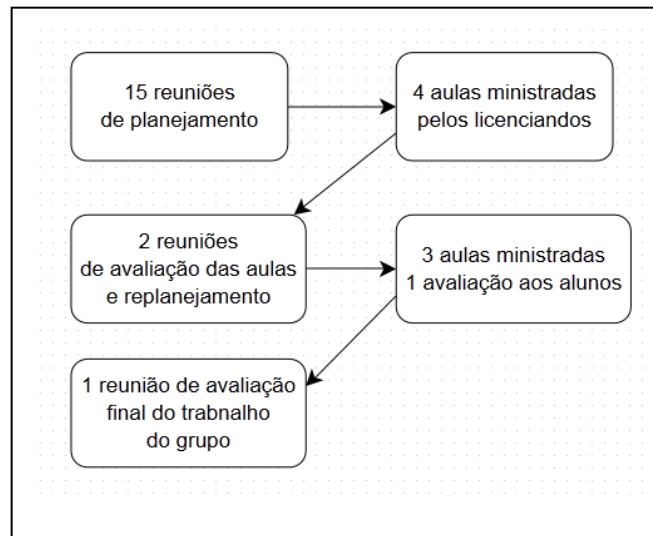 15 reuniões
de planejamento
4 aulas ministradas
pelos licenciandos
2 reuniões
de avaliação das aulas
e replanejamento
3 aulas ministradas
1 avaliação aos alunos
1 reunião de avaliação
final do trabnalho
do grupo